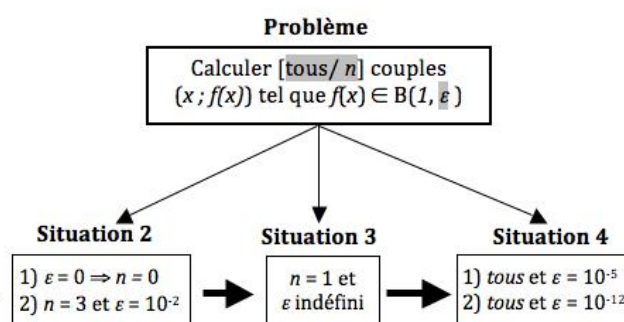 Problème
Calculer [tous/ n] couples
(x ; f(x)) tel que f(x) ∈ B(1, ε )
Situation 2
1) ε = 0 ⇒ n = 0
2) n = 3 et ε = 10⁻²
Situation 3
n = 1 et
ε indéfini
Situation 4
1) tous et ε = 10⁻⁵
2) tous et ε = 10⁻¹²